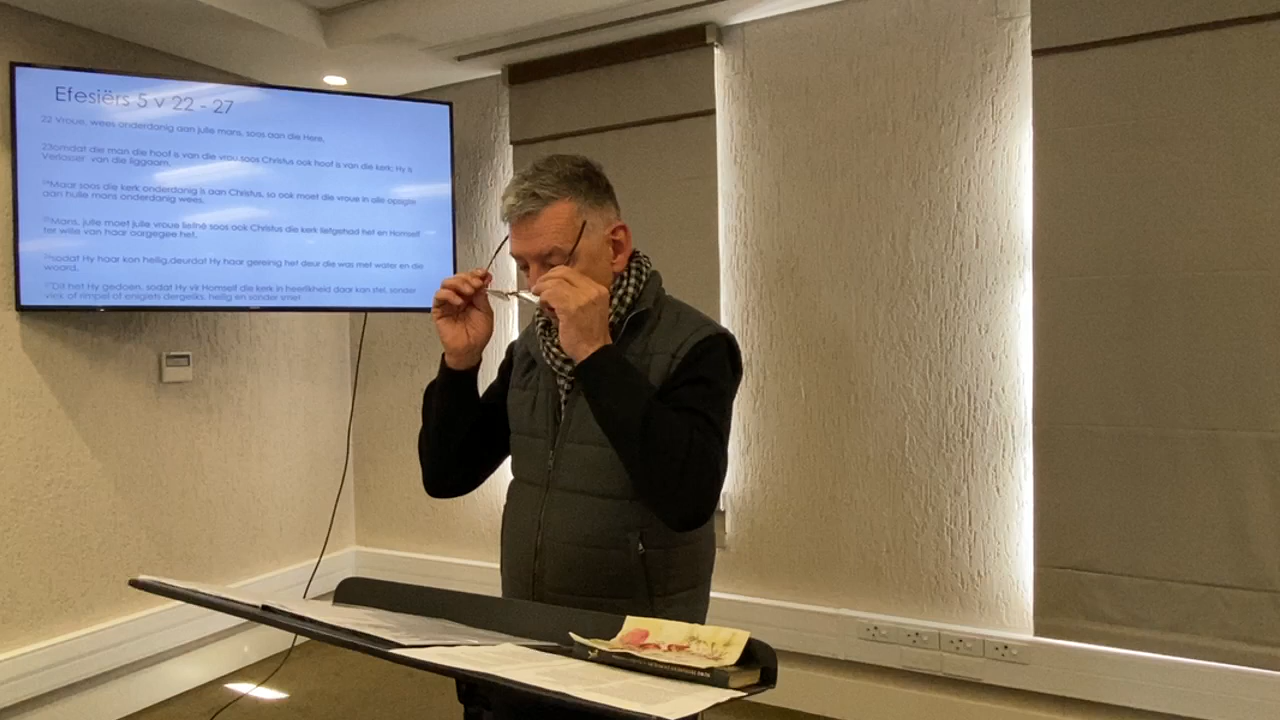 Efesiërs 5 v 22 - 27
22 Vroue, wees onderdanig aan julle mans, soos aan die Here,
23omdat die man die hoof is van die vrou soos Christus ook hoof is van die kerk; Hy is
Verlosser van die liggaam.
24Maar soos die kerk onderdanig is aan Christus, so ook moet die vroue in alle opsigte
aan hulle mans onderdanig wees.
25Mans, julle moet julle vroue liefhê soos ook Christus die kerk liefgehad het en Homself
ter wille van haar oorgegee het,
26sodat Hy haar kon heilig,deurdat Hy haar gereinig het deur die was met water en die
woord.
27Dit het Hy gedoen, sodat Hy vir Homself die kerk in heerlikheid daar kan stel, sonder
vlek of rimpel of enigiets dergeliks, heilig en sonder smet